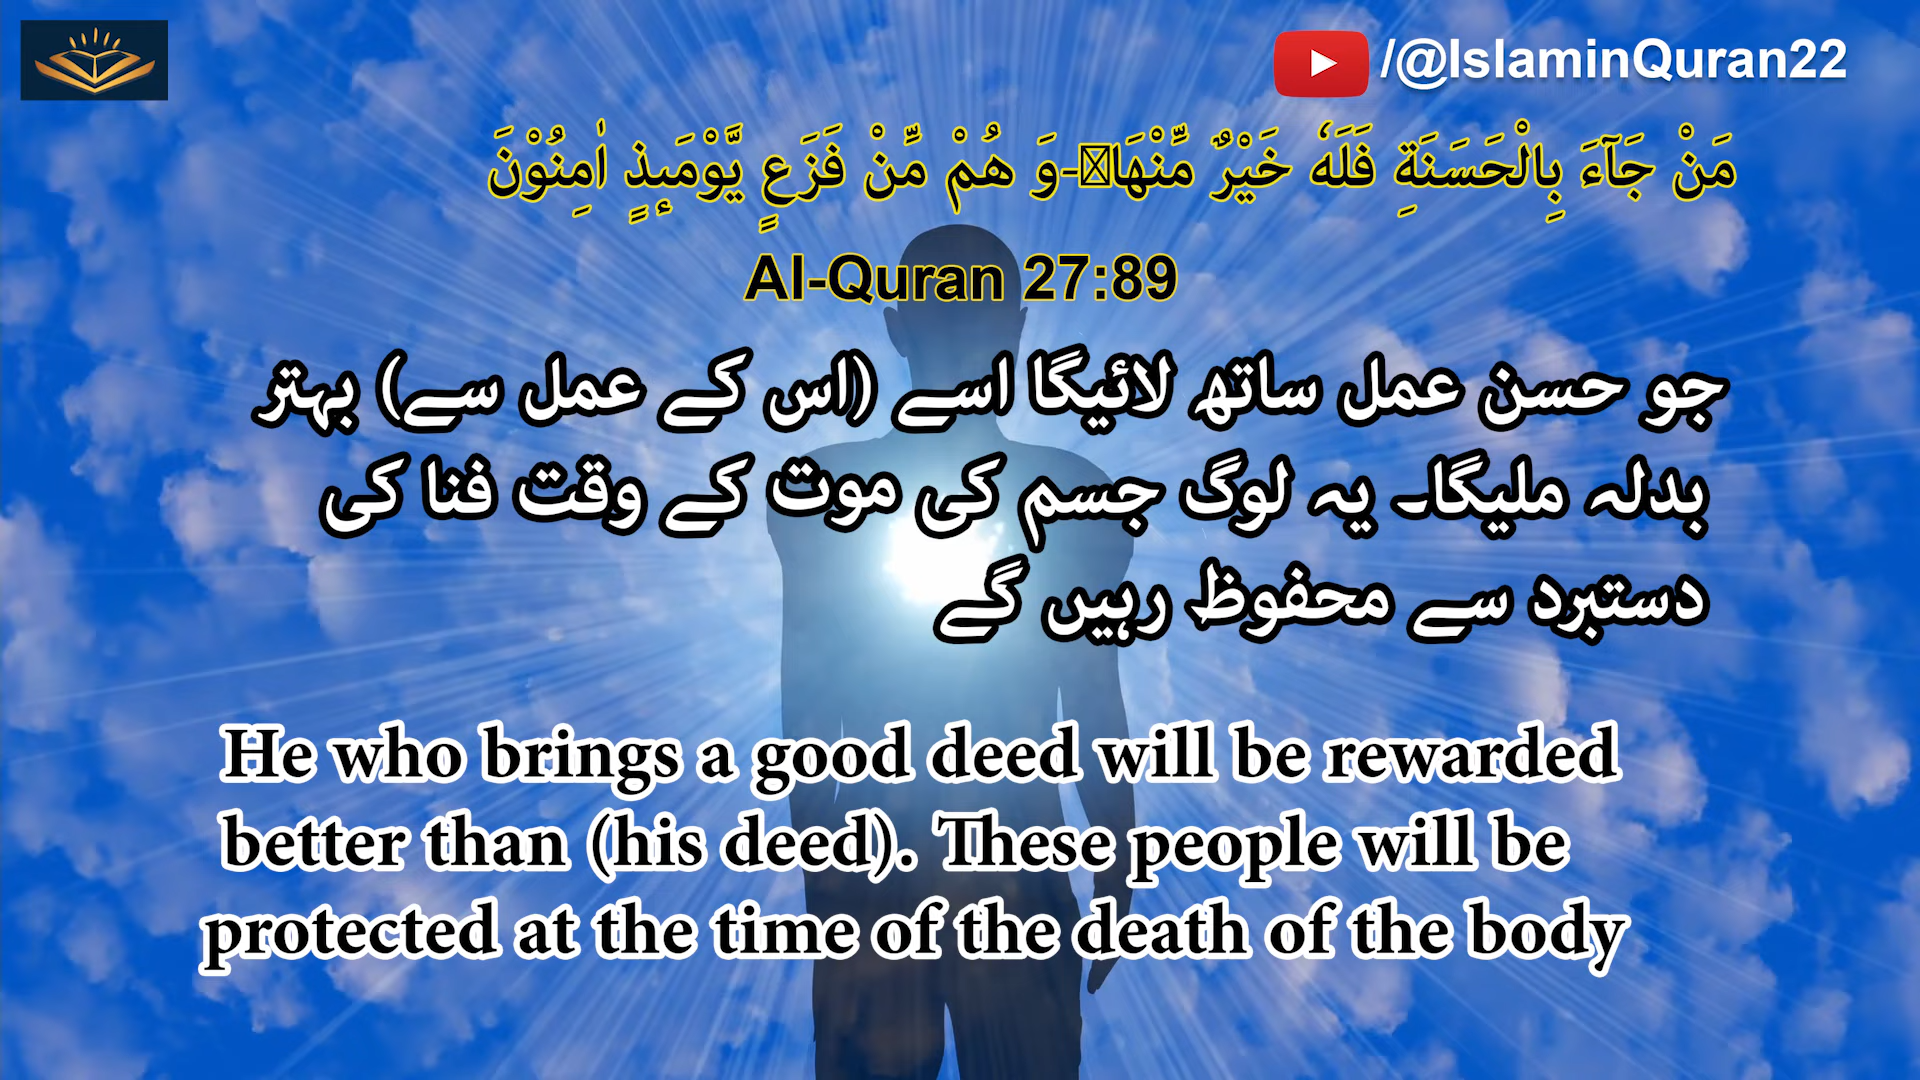 /@IslaminQuran22
مَنْ جَآءَ بِالْحَسَنَةِ فَلَهٗ خَیْرٌ مِّنْهَا-وَ هُمْ مِّنْ فَزَعٍ یَّوْمَىٕذٍ اٰمِنُوْنَ
Al-Quran 27:89
جو حسن عمل ساتھ لائیگا اسے (اس کے عمل سے) بہتر
بدلہ ملیگا۔ یہ لوگ جسم کی موت کے وقت فنا کی
دستبرد سے محفوظ رہیں گے
He who brings a good deed will be rewarded
better than (his deed). These people will be
protected at the time of the death of the body